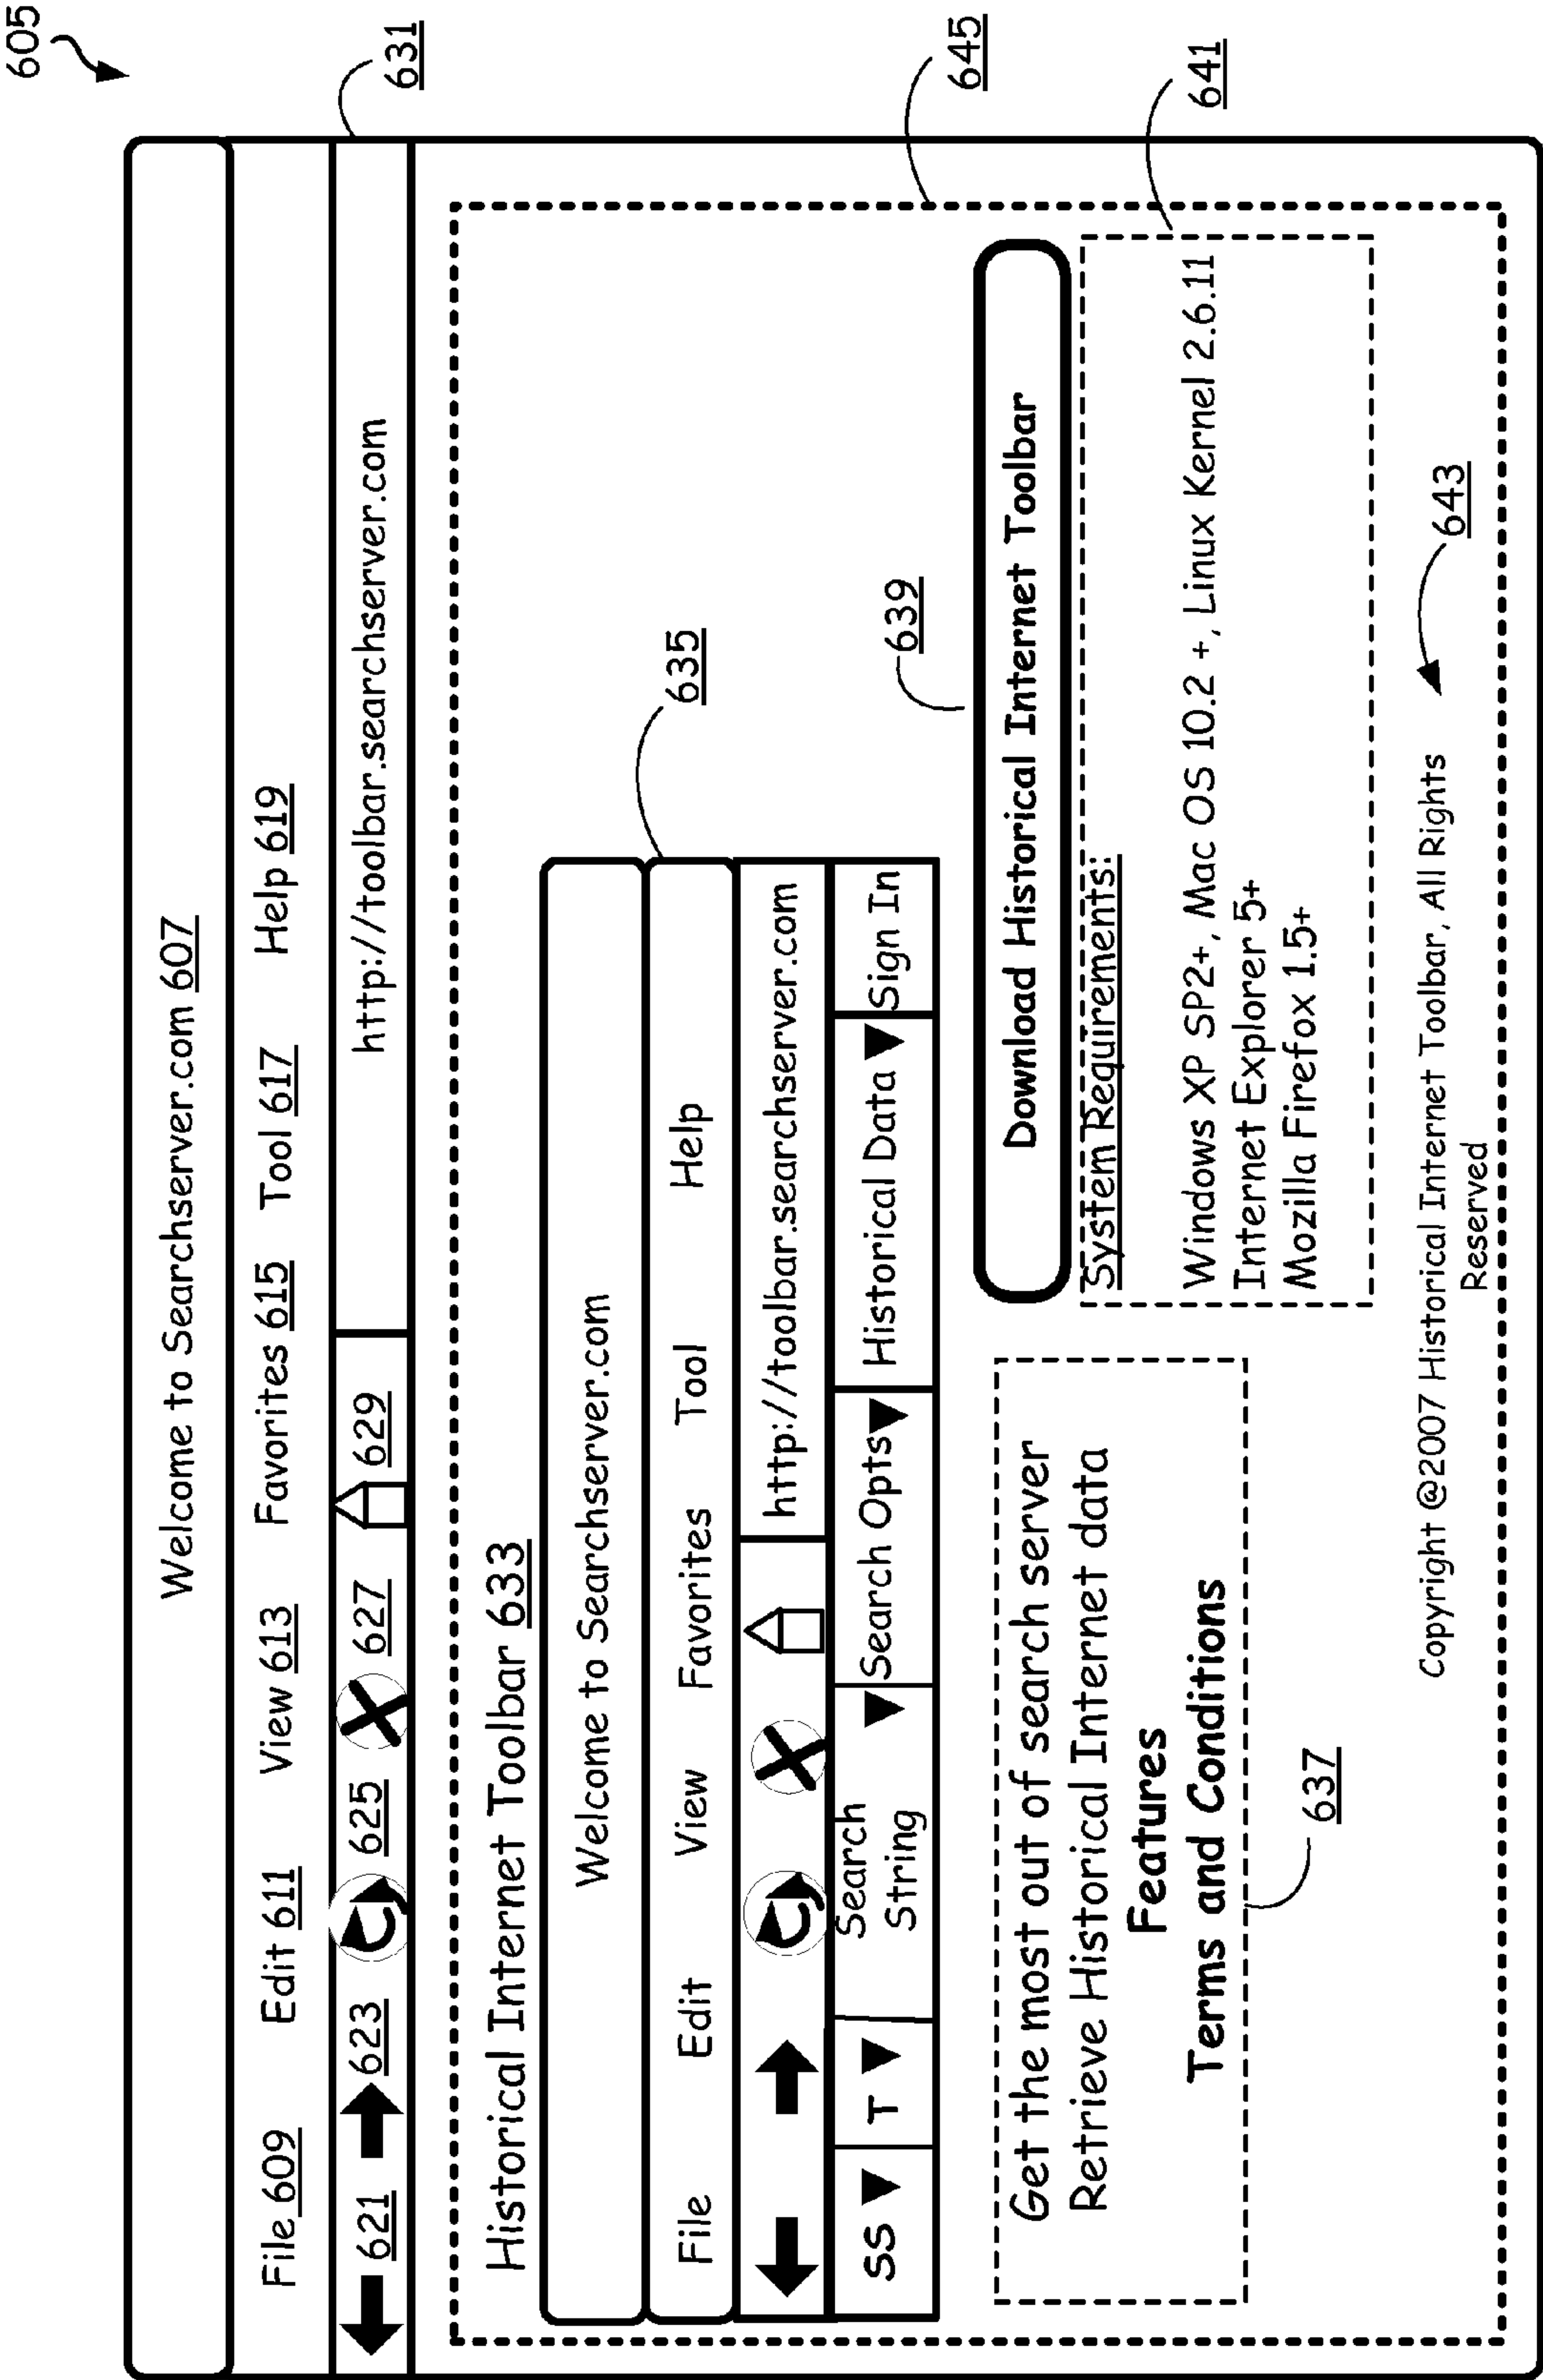 605
Welcome to Searchserver.com 607
File 609 Edit 611 View 613 Favorites 615 Tool 617 Help 619
621 623 625 627 629 http://toolbar.searchserver.com
631
Historical Internet Toolbar 633
645
Welcome to Searchserver.com
635
File Edit View Favorites Tool Help
http://toolbar.searchserver.com
SS T Search String Search Opts Historical Data Sign In
639
Get the most out of search server
Retrieve Historical Internet data
Features
Terms and Conditions
637
Download Historical Internet Toolbar
System Requirements:
Windows XP SP2+, Mac OS 10.2 +, Linux Kernel 2.6.11
Internet Explorer 5+
Mozilla Firefox 1.5+
641
Copyright @2007 Historical Internet Toolbar, All Rights
Reserved
643